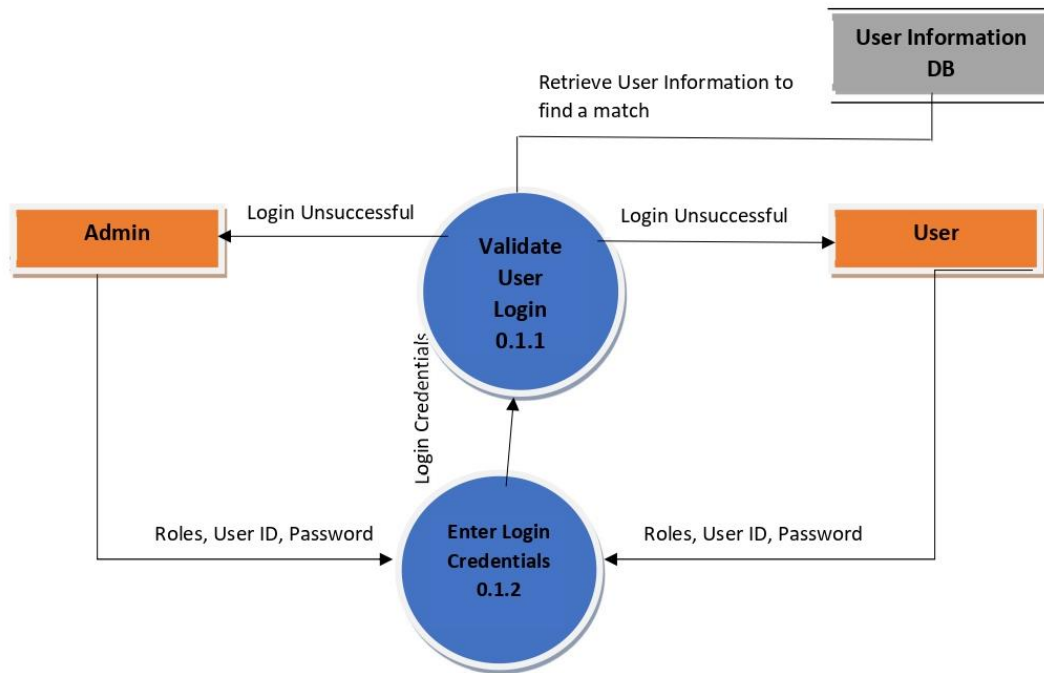 User Information
DB
Retrieve User Information to
find a match
Login Unsuccessful
Login Unsuccessful
Admin
Validate
User
Login
0.1.1
User
Login Credentials
Roles, User ID, Password
Enter Login
Credentials
0.1.2
Roles, User ID, Password